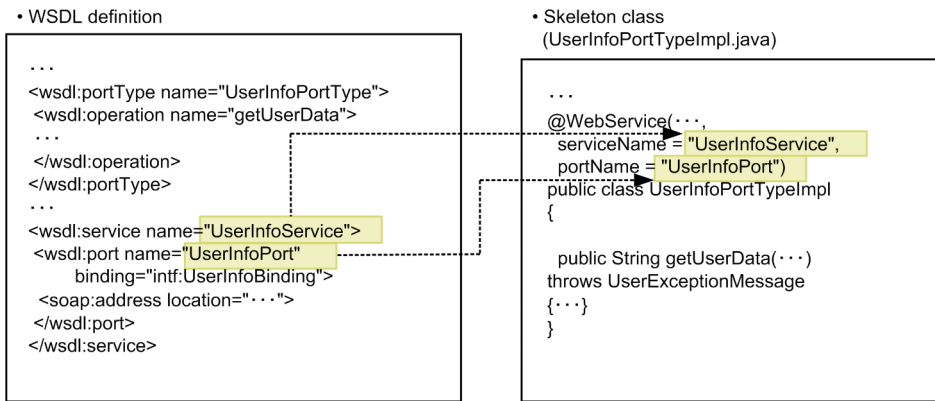 • WSDL definition
···
<wsdl:portType name="UserInfoPortType">
<wsdl:operation name="getUserData">
···
</wsdl:operation>
</wsdl:portType>
···
<wsdl:service name="UserInfoService">
<wsdl:port name="UserInfoPort"
binding="intf:UserInfoBinding">
<soap:address location="···">
</wsdl:port>
</wsdl:service>
• Skeleton class
(UserInfoPortTypeImpl.java)
···
@WebService(···,
serviceName = "UserInfoService",
portName = "UserInfoPort")
public class UserInfoPortTypeImpl
{
public String getUserData(···)
throws UserExceptionMessage
{···}
}